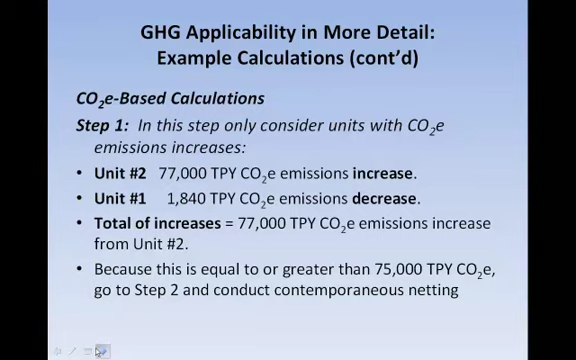 GHG Applicability in More Detail:
Example Calculations (cont'd)
CO₂e-Based Calculations
Step 1: In this step only consider units with CO₂e
emissions increases:
• Unit #2 77,000 TPY CO₂e emissions increase.
• Unit #1 1,840 TPY CO₂e emissions decrease.
• Total of increases = 77,000 TPY CO₂e emissions increase
from Unit #2.
• Because this is equal to or greater than 75,000 TPY CO₂e,
go to Step 2 and conduct contemporaneous netting